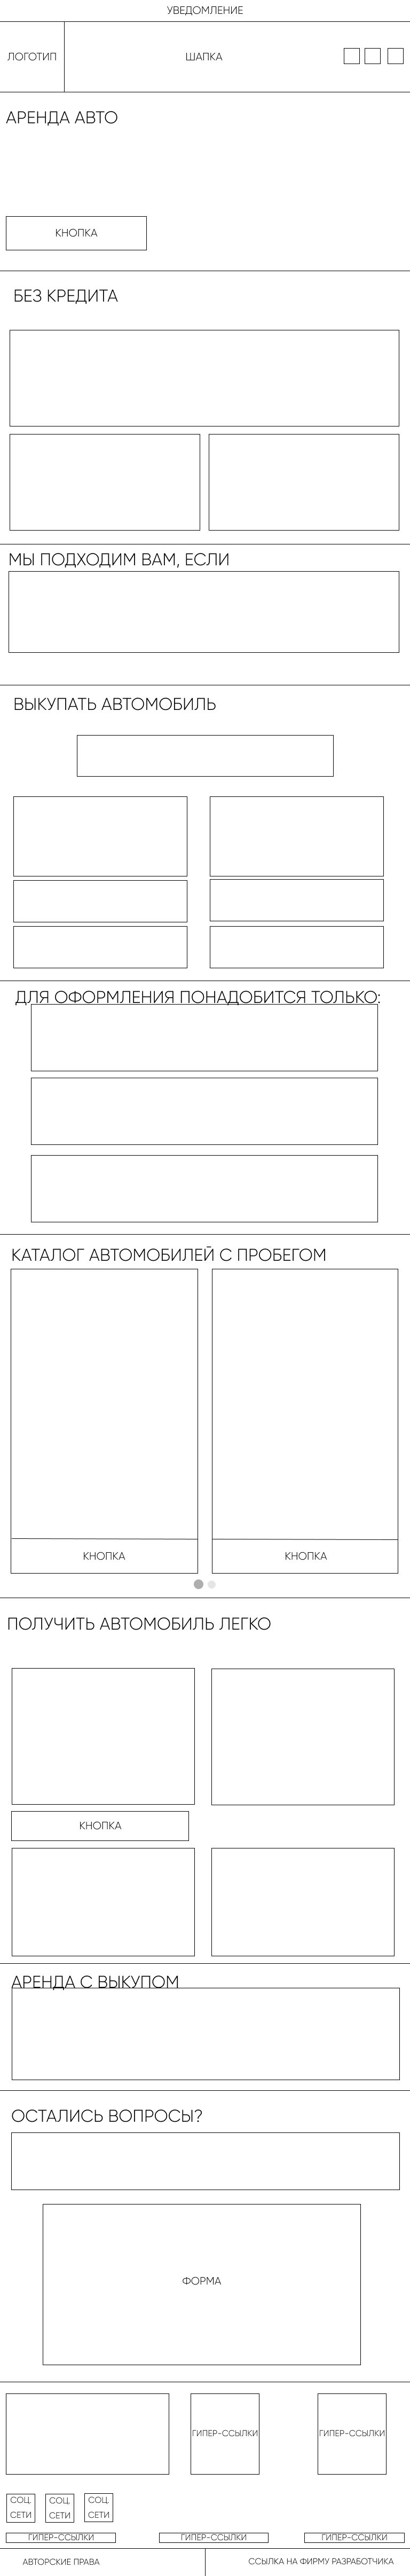 УВЕДОМЛЕНИЕ
ЛОГОТИП
ШАПКА
АРЕНДА АВТО
КНОПКА
БЕЗ КРЕДИТА
МЫ ПОДХОДИМ ВАМ, ЕСЛИ
ВЫКУПАТЬ АВТОМОБИЛЬ
ДЛЯ ОФОРМЛЕНИЯ ПОНАДОБИТСЯ ТОЛЬКО:
КАТАЛОГ АВТОМОБИЛЕЙ С ПРОБЕГОМ
КНОПКА
КНОПКА
ПОЛУЧИТЬ АВТОМОБИЛЬ ЛЕГКО
КНОПКА
АРЕНДА С ВЫКУПОМ
ОСТАЛИСЬ ВОПРОСЫ?
ФОРМА
ГИПЕР-ССЫЛКИ
ГИПЕР-ССЫЛКИ
СОЦ.
СЕТИ
СОЦ.
СЕТИ
СОЦ.
СЕТИ
ГИПЕР-ССЫЛКИ
ГИПЕР-ССЫЛКИ
ГИПЕР-ССЫЛКИ
АВТОРСКИЕ ПРАВА
ССЫЛКА НА ФИРМУ РАЗРАБОТЧИКА